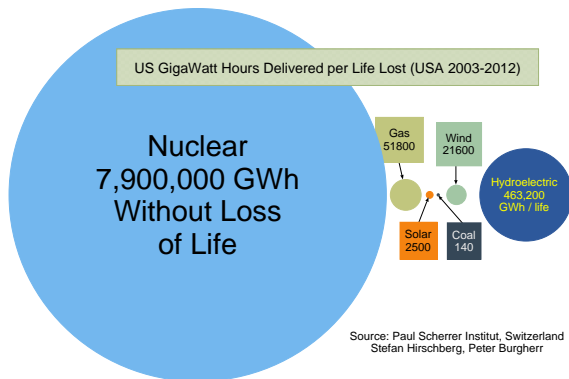 US GigaWatt Hours Delivered per Life Lost (USA 2003-2012)
Nuclear
7,900,000 GWh
Without Loss
of Life
Gas
51800
Wind
21600
Hydroelectric
463,200
GWh / life
Solar
2500
Coal
140
Source: Paul Scherrer Institut, Switzerland
Stefan Hirschberg, Peter Burgherr